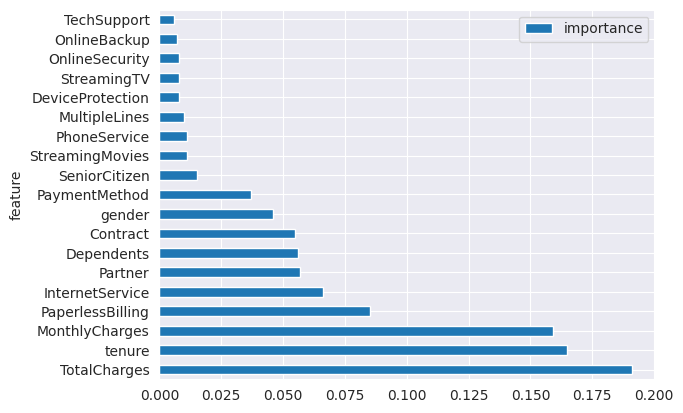 TechSupport
OnlineBackup
OnlineSecurity
StreamingTV
DeviceProtection
MultipleLines
PhoneService
StreamingMovies
SeniorCitizen
PaymentMethod
gender
Contract
Dependents
Partner
InternetService
PaperlessBilling
MonthlyCharges
tenure
TotalCharges
feature
importance
0.000 0.025 0.050 0.075 0.100 0.125 0.150 0.175 0.200